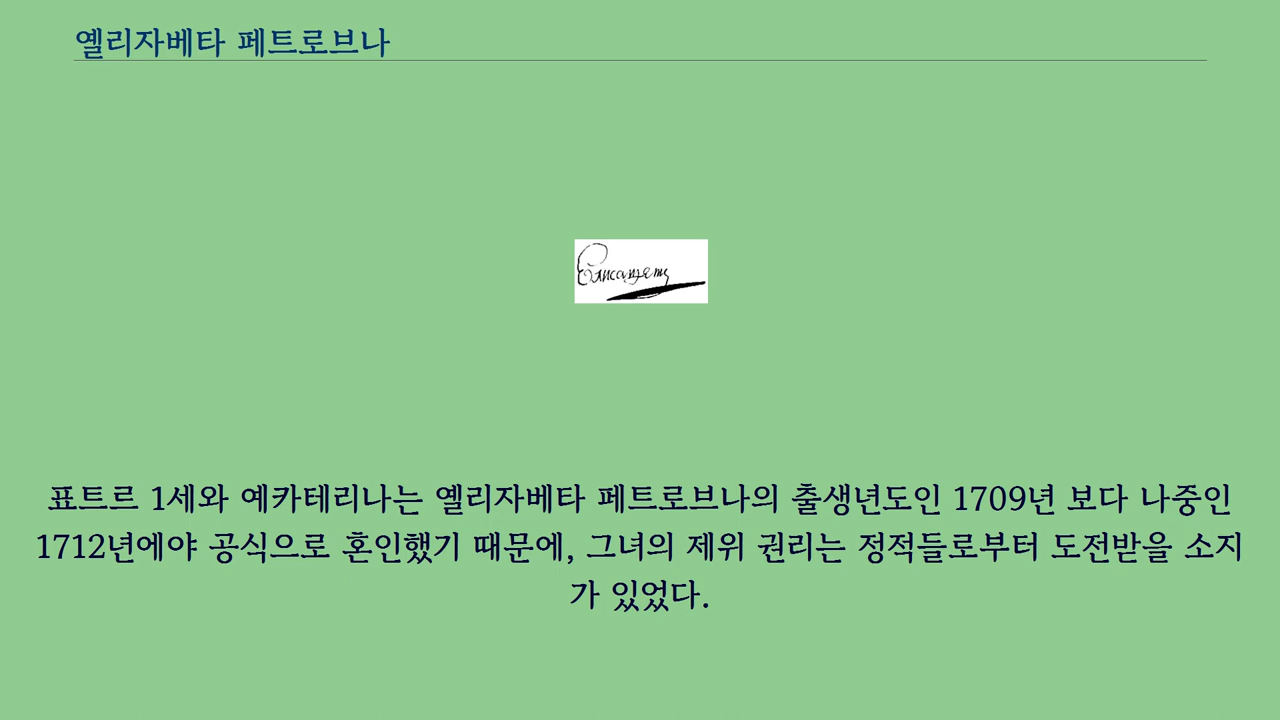 옐리자베타 페트로브나
Елисаветъ
표트르 1세와 예카테리나는 옐리자베타 페트로브나의 출생년도인 1709년 보다 나중인
1712년에야 공식으로 혼인했기 때문에, 그녀의 제위 권리는 정적들로부터 도전받을 소지
가 있었다.